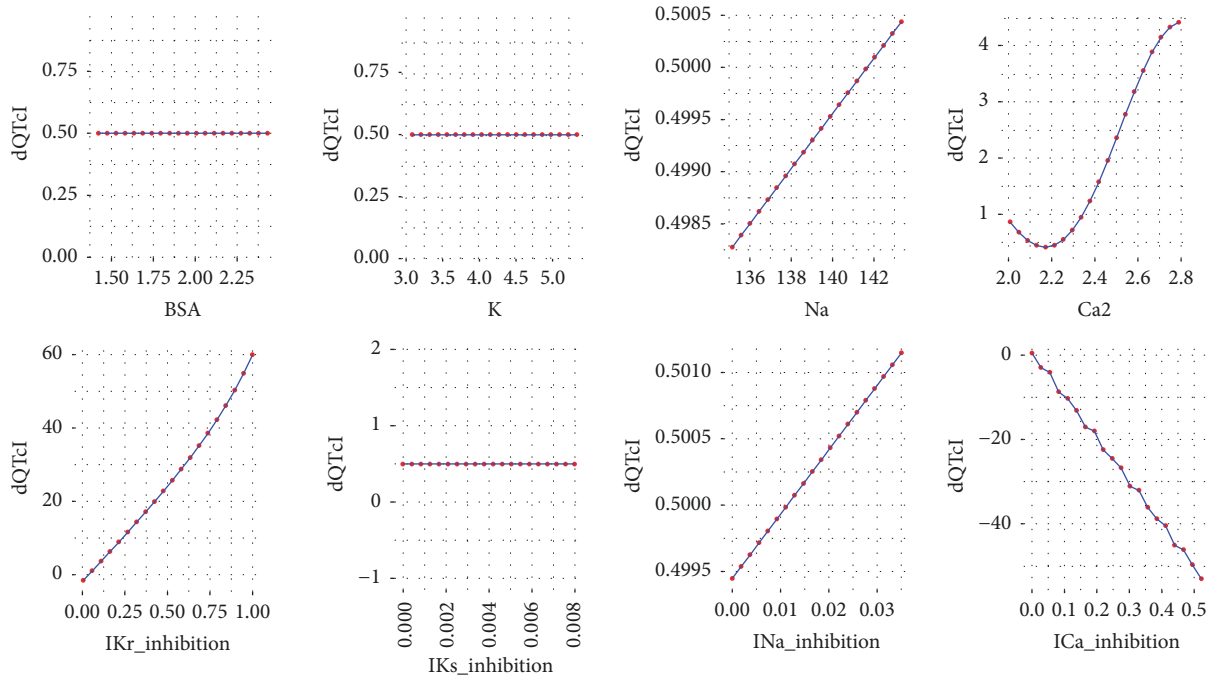 dQTcI
0.75
0.50
0.25
0.00
1.50 1.75 2.00 2.25
BSA
dQTcI
0.75
0.50
0.25
0.00
3.0 3.5 4.0 4.5 5.0
K
dQTcI
0.5005
0.5000
0.4995
0.4990
0.4985
136 138 140 142
Na
dQTcI
4
3
2
1
2.0 2.2 2.4 2.6 2.8
Ca2
dQTcI
60
40
20
0
0.00 0.25 0.50 0.75 1.00
IKr_inhibition
dQTcI
2
1
0
−1
0.000 0.002 0.004 0.006 0.008
IKs_inhibition
dQTcI
0.5010
0.5005
0.5000
0.4995
0.00 0.01 0.02 0.03
INa_inhibition
dQTcI
0
−20
−40
0.0 0.1 0.2 0.3 0.4 0.5
ICa_inhibition